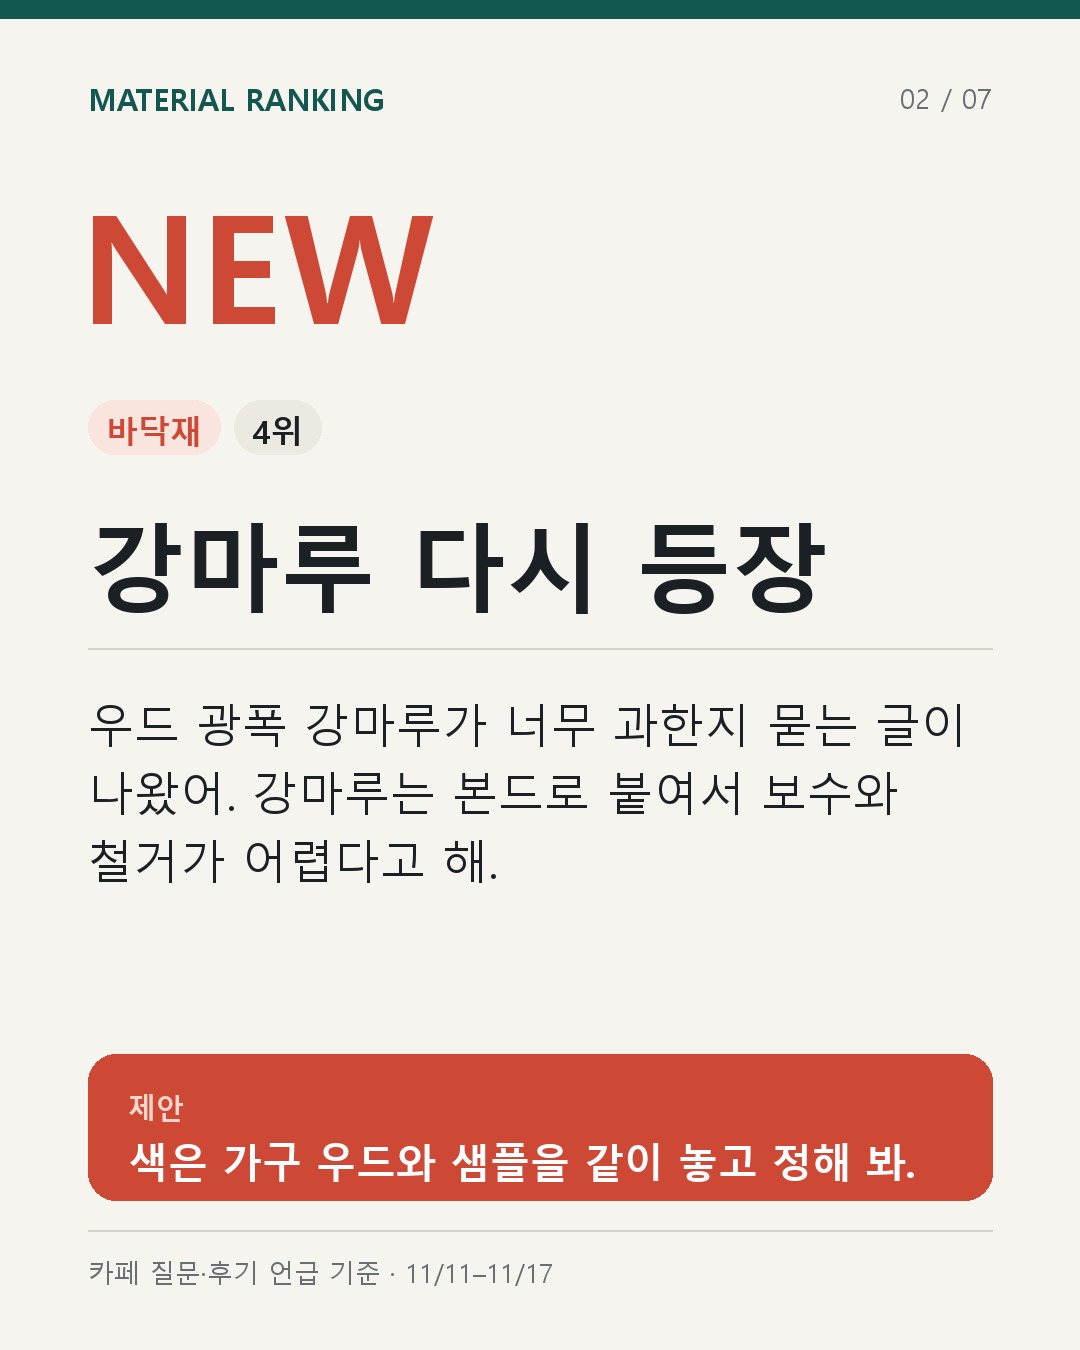 MATERIAL RANKING
02 / 07
NEW
바닥재
4위
강마루 다시 등장
우드 광폭 강마루가 너무 과한지 묻는 글이
나왔어. 강마루는 본드로 붙여서 보수와
철거가 어렵다고 해.
제안
색은 가구 우드와 샘플을 같이 놓고 정해 봐.
카페 질문·후기 언급 기준 · 11/11–11/17